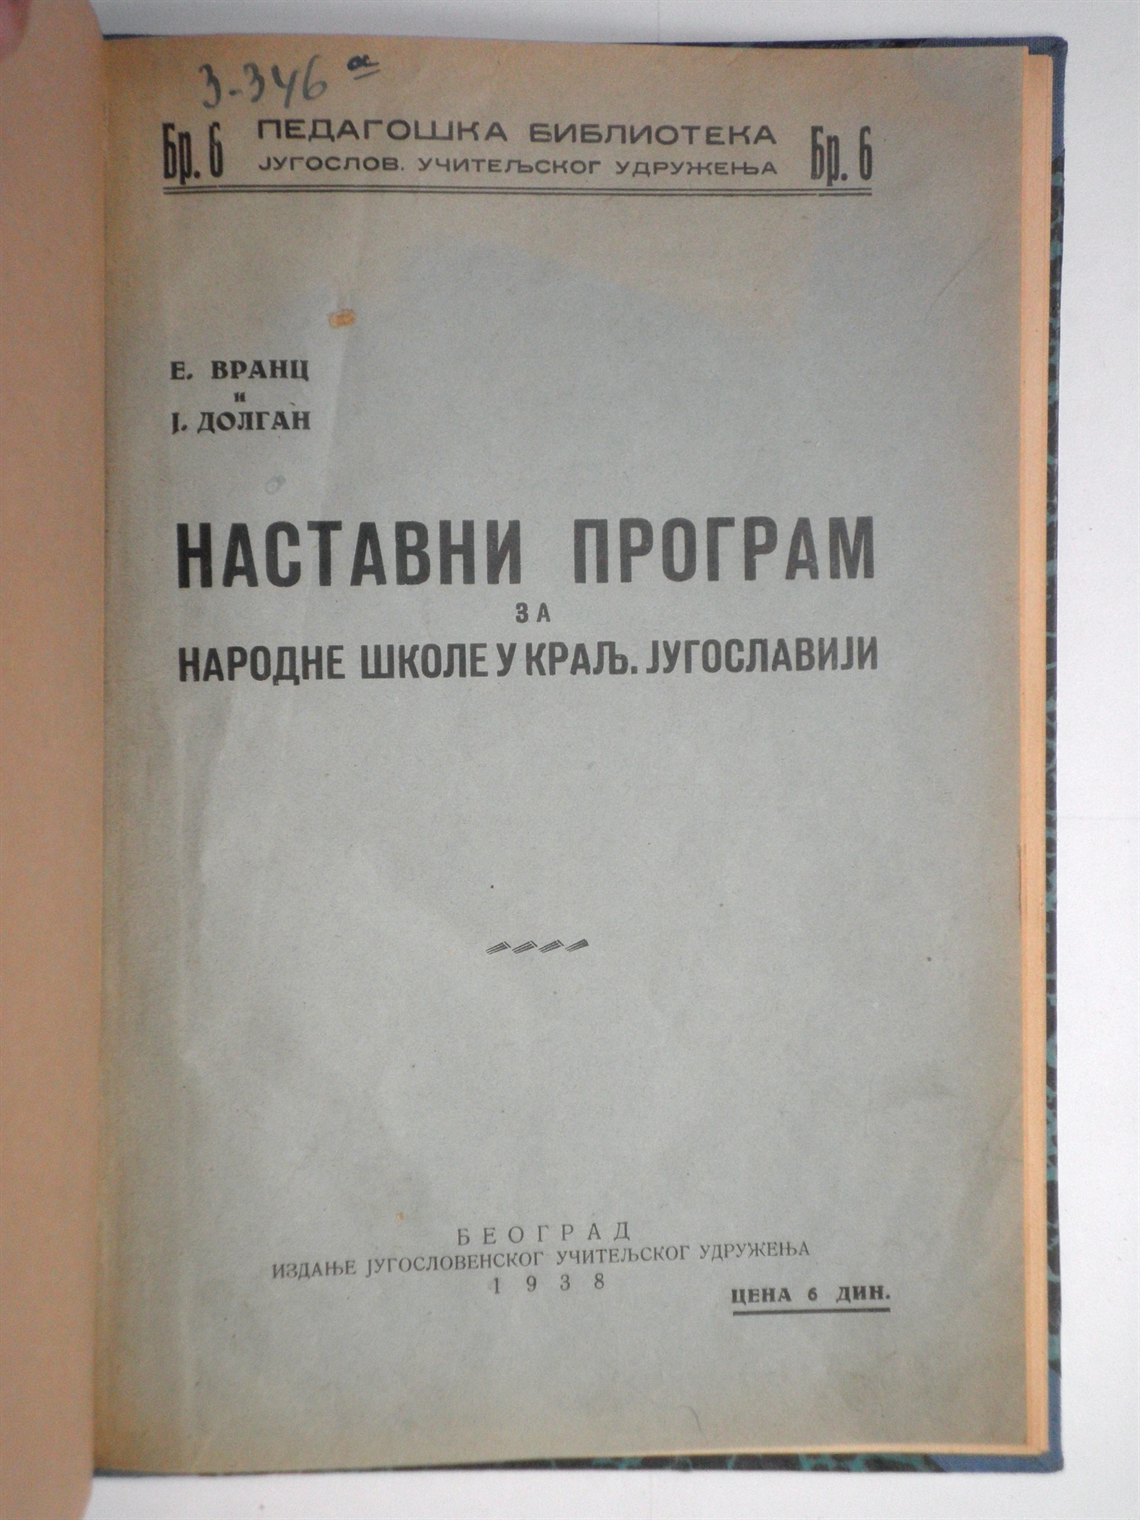 3-346 a
Бр. 6 ПЕДАГОШКА БИБЛИОТЕКА Бр. 6
ЈУГОСЛОВ. УЧИТЕЉСКОГ УДРУЖЕЊА
Е. ВРАНЦ
и
Ј. ДОЛГАН
НАСТАВНИ ПРОГРАМ
ЗА
НАРОДНЕ ШКОЛЕ У КРАЉ. ЈУГОСЛАВИЈИ
БЕОГРАД
ИЗДАЊЕ ЈУГОСЛОВЕНСКОГ УЧИТЕЉСКОГ УДРУЖЕЊА
1938
ЦЕНА 6 ДИН.